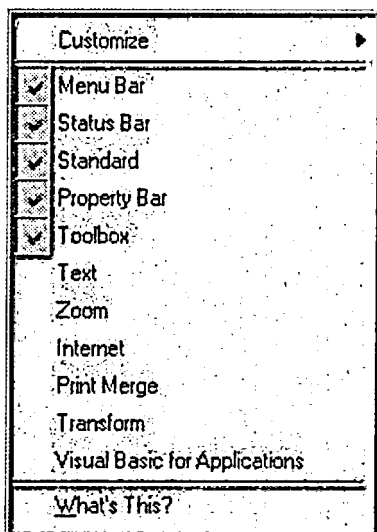 Customize
Menu Bar
Status Bar
Standard
Property Bar
Toolbox
Text
Zoom
Internet
Print Merge
Transform
Visual Basic for Applications
What's This?